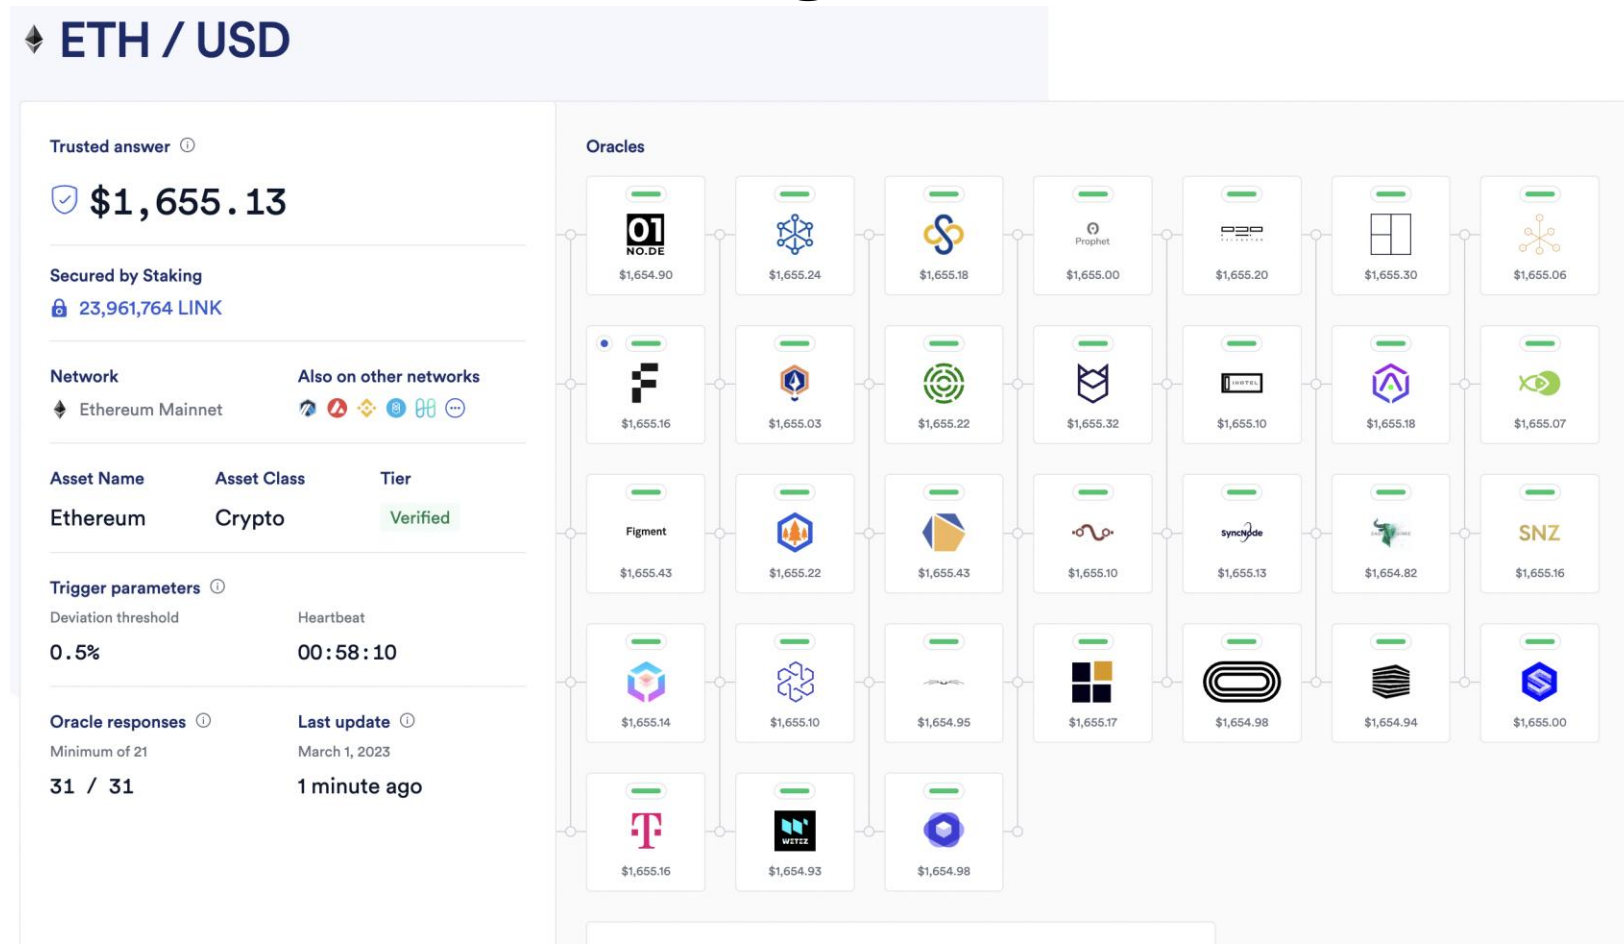 ETH / USD
Trusted answer
$1,655.13
Secured by Staking
23,961,764 LINK
Network
Also on other networks
Ethereum Mainnet
Asset Name
Asset Class
Tier
Ethereum
Crypto
Verified
Trigger parameters
Deviation threshold
Heartbeat
0.5%
00:58:10
Oracle responses
Last update
Minimum of 21
March 1, 2023
31 / 31
1 minute ago
Oracles
01
NO.DE
Prophet
$1,654.90
$1,655.24
$1,655.18
$1,655.00
$1,655.20
$1,655.30
$1,655.06
$1,655.16
$1,655.03
$1,655.22
$1,655.32
$1,655.10
$1,655.18
$1,655.07
Figment
SyncNode
SNZ
$1,655.43
$1,655.22
$1,655.43
$1,655.10
$1,655.13
$1,654.82
$1,655.16
$1,655.14
$1,655.10
$1,654.95
$1,655.17
$1,654.98
$1,654.94
$1,655.00
T
WETEZ
$1,655.16
$1,654.93
$1,654.98